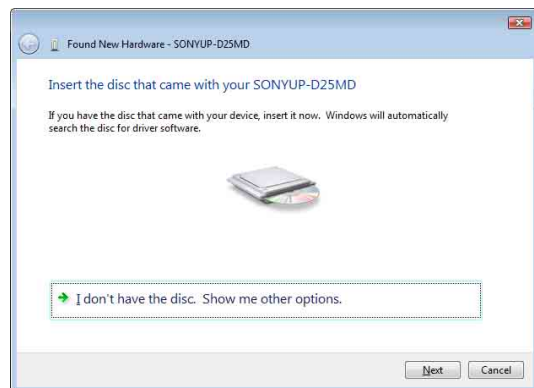 Found New Hardware - SONYUP-D25MD
Insert the disc that came with your SONYUP-D25MD
If you have the disc that came with your device, insert it now. Windows will automatically
search the disc for driver software.
I don't have the disc. Show me other options.
Next Cancel